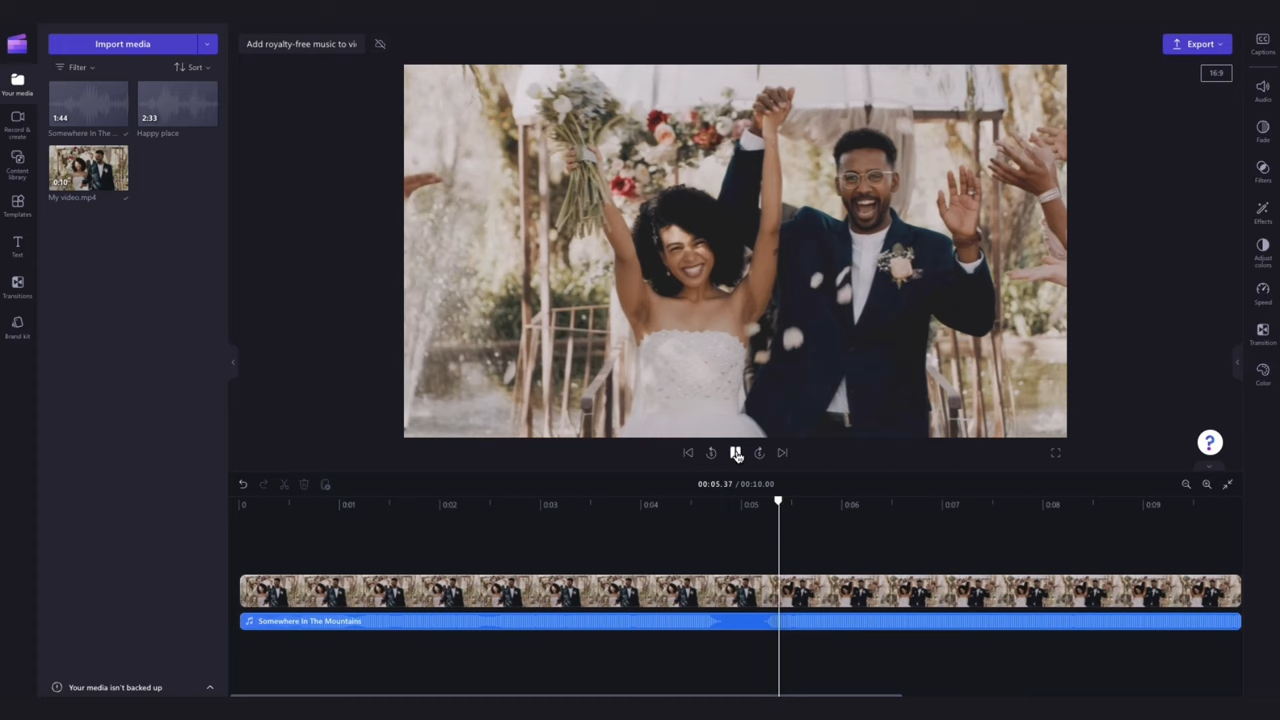 Import media
Add royalty-free music to vi
Export
Captions
Your media
Filter
Sort
16:9
Audio
1:44
2:33
Somewhere In The ...
Happy place
Record &
create
Fade
0:10
My video.mp4
Content
library
Filters
Templates
Effects
Text
Adjust
colors
Transitions
Speed
Brand kit
Transition
Color
?
00:05.37 / 00:10.00
0
0:01
0:02
0:03
0:04
0:05
0:06
0:07
0:08
0:09
Somewhere In The Mountains
Your media isn't backed up